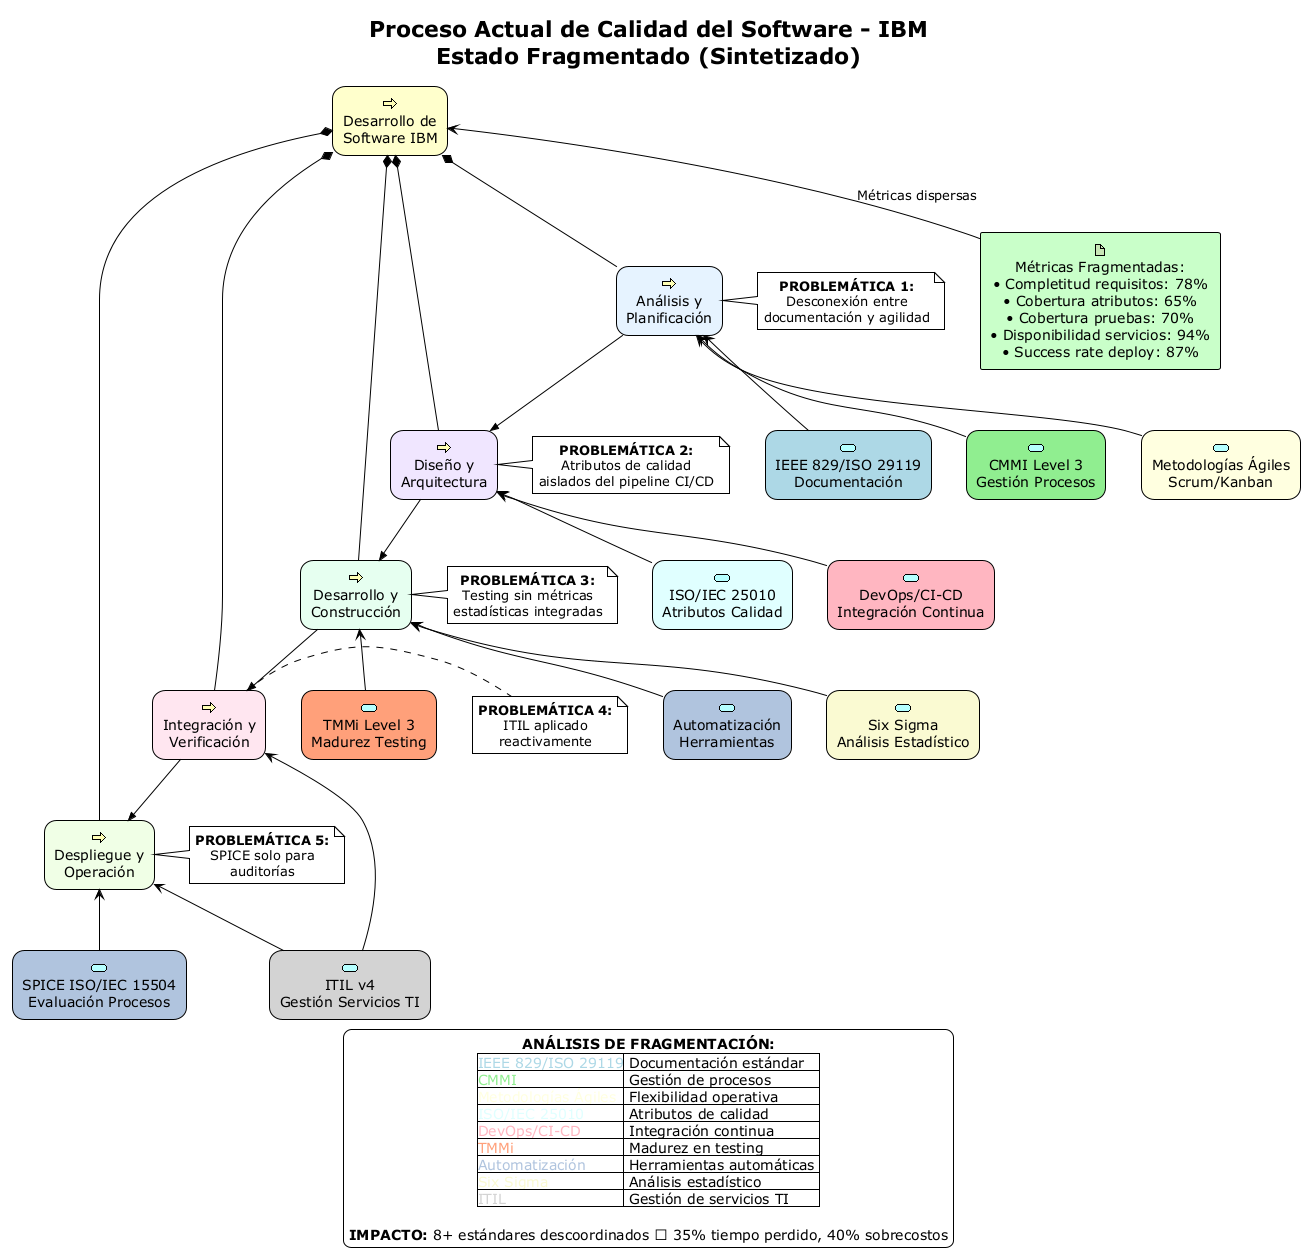 Proceso Actual de Calidad del Software - IBM
Estado Fragmentado (Sintetizado)
Desarrollo de
Software IBM
Métricas dispersas
Métricas Fragmentadas:
• Completitud requisitos: 78%
• Cobertura atributos: 65%
• Cobertura pruebas: 70%
• Disponibilidad servicios: 94%
• Success rate deploy: 87%
Análisis y
Planificación
PROBLEMÁTICA 1:
Desconexión entre
documentación y agilidad
Diseño y
Arquitectura
PROBLEMÁTICA 2:
Atributos de calidad
aislados del pipeline CI/CD
IEEE 829/ISO 29119
Documentación
CMMI Level 3
Gestión Procesos
Metodologías Ágiles
Scrum/Kanban
Desarrollo y
Construcción
PROBLEMÁTICA 3:
Testing sin métricas
estadísticas integradas
ISO/IEC 25010
Atributos Calidad
DevOps/CI-CD
Integración Continua
Integración y
Verificación
TMMi Level 3
Madurez Testing
PROBLEMÁTICA 4:
ITIL aplicado
reactivamente
Automatización
Herramientas
Six Sigma
Análisis Estadístico
Despliegue y
Operación
PROBLEMÁTICA 5:
SPICE solo para
auditorías
SPICE ISO/IEC 15504
Evaluación Procesos
ITIL v4
Gestión Servicios TI
ANÁLISIS DE FRAGMENTACIÓN:
IEEE 829/ISO 29119 Documentación estándar
CMMI Gestión de procesos
Flexibilidad operativa
ISO/IEC 25010 Atributos de calidad
DevOps/CI-CD Integración continua
TMMi Madurez en testing
Automatización Herramientas automáticas
Six Sigma Análisis estadístico
ITIL Gestión de servicios TI
IMPACTO: 8+ estándares descoordinados ☐ 35% tiempo perdido, 40% sobrecostos